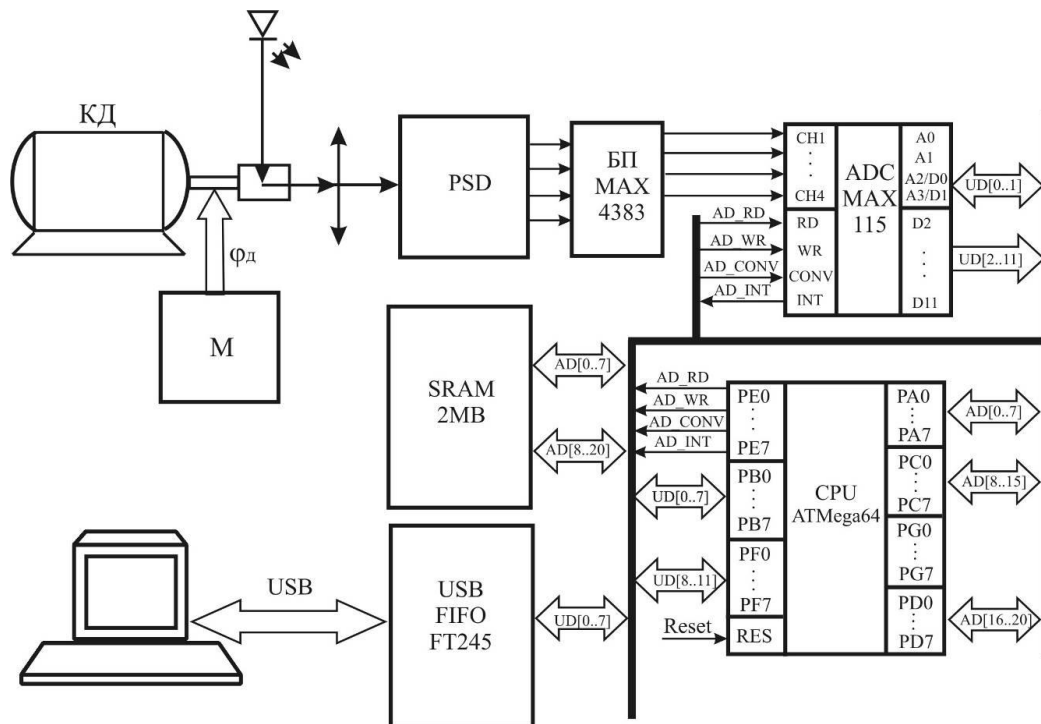 КД
φд
М
PSD
БП
MAX
4383
CH1
CH4
RD
WR
CONV
INT
ADC
MAX
115
A0
A1
A2/D0
A3/D1
D2
D11
UD[0..1]
UD[2..11]
AD_RD
AD_WR
AD_CONV
AD_INT
SRAM
2MB
AD[0..7]
AD[8..20]
AD_RD
AD_WR
AD_CONV
AD_INT
UD[0..7]
UD[8..11]
Reset
PE0
PE7
PB0
PB7
PF0
PF7
RES
CPU
ATMega64
PA0
PA7
PC0
PC7
PG0
PG7
PD0
PD7
AD[0..7]
AD[8..15]
AD[16..20]
USB
USB
FIFO
FT245
UD[0..7]